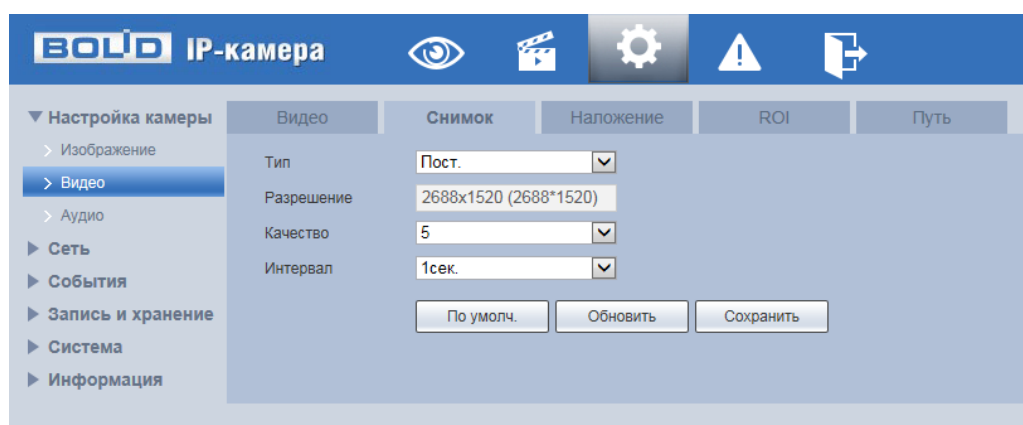 BOLID IP-камера
Настройка камеры
Изображение
Видео
Аудио
Сеть
События
Запись и хранение
Система
Информация
Видео
Снимок
Наложение
ROI
Путь
Тип
Пост.
Разрешение
2688x1520 (2688*1520)
Качество
5
Интервал
1сек.
По умолч.
Обновить
Сохранить